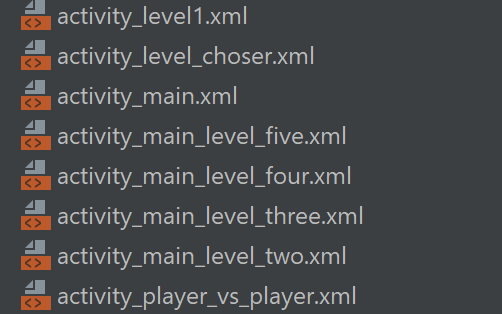 activity_level1.xml
activity_level_choser.xml
activity_main.xml
activity_main_level_five.xml
activity_main_level_four.xml
activity_main_level_three.xml
activity_main_level_two.xml
activity_player_vs_player.xml